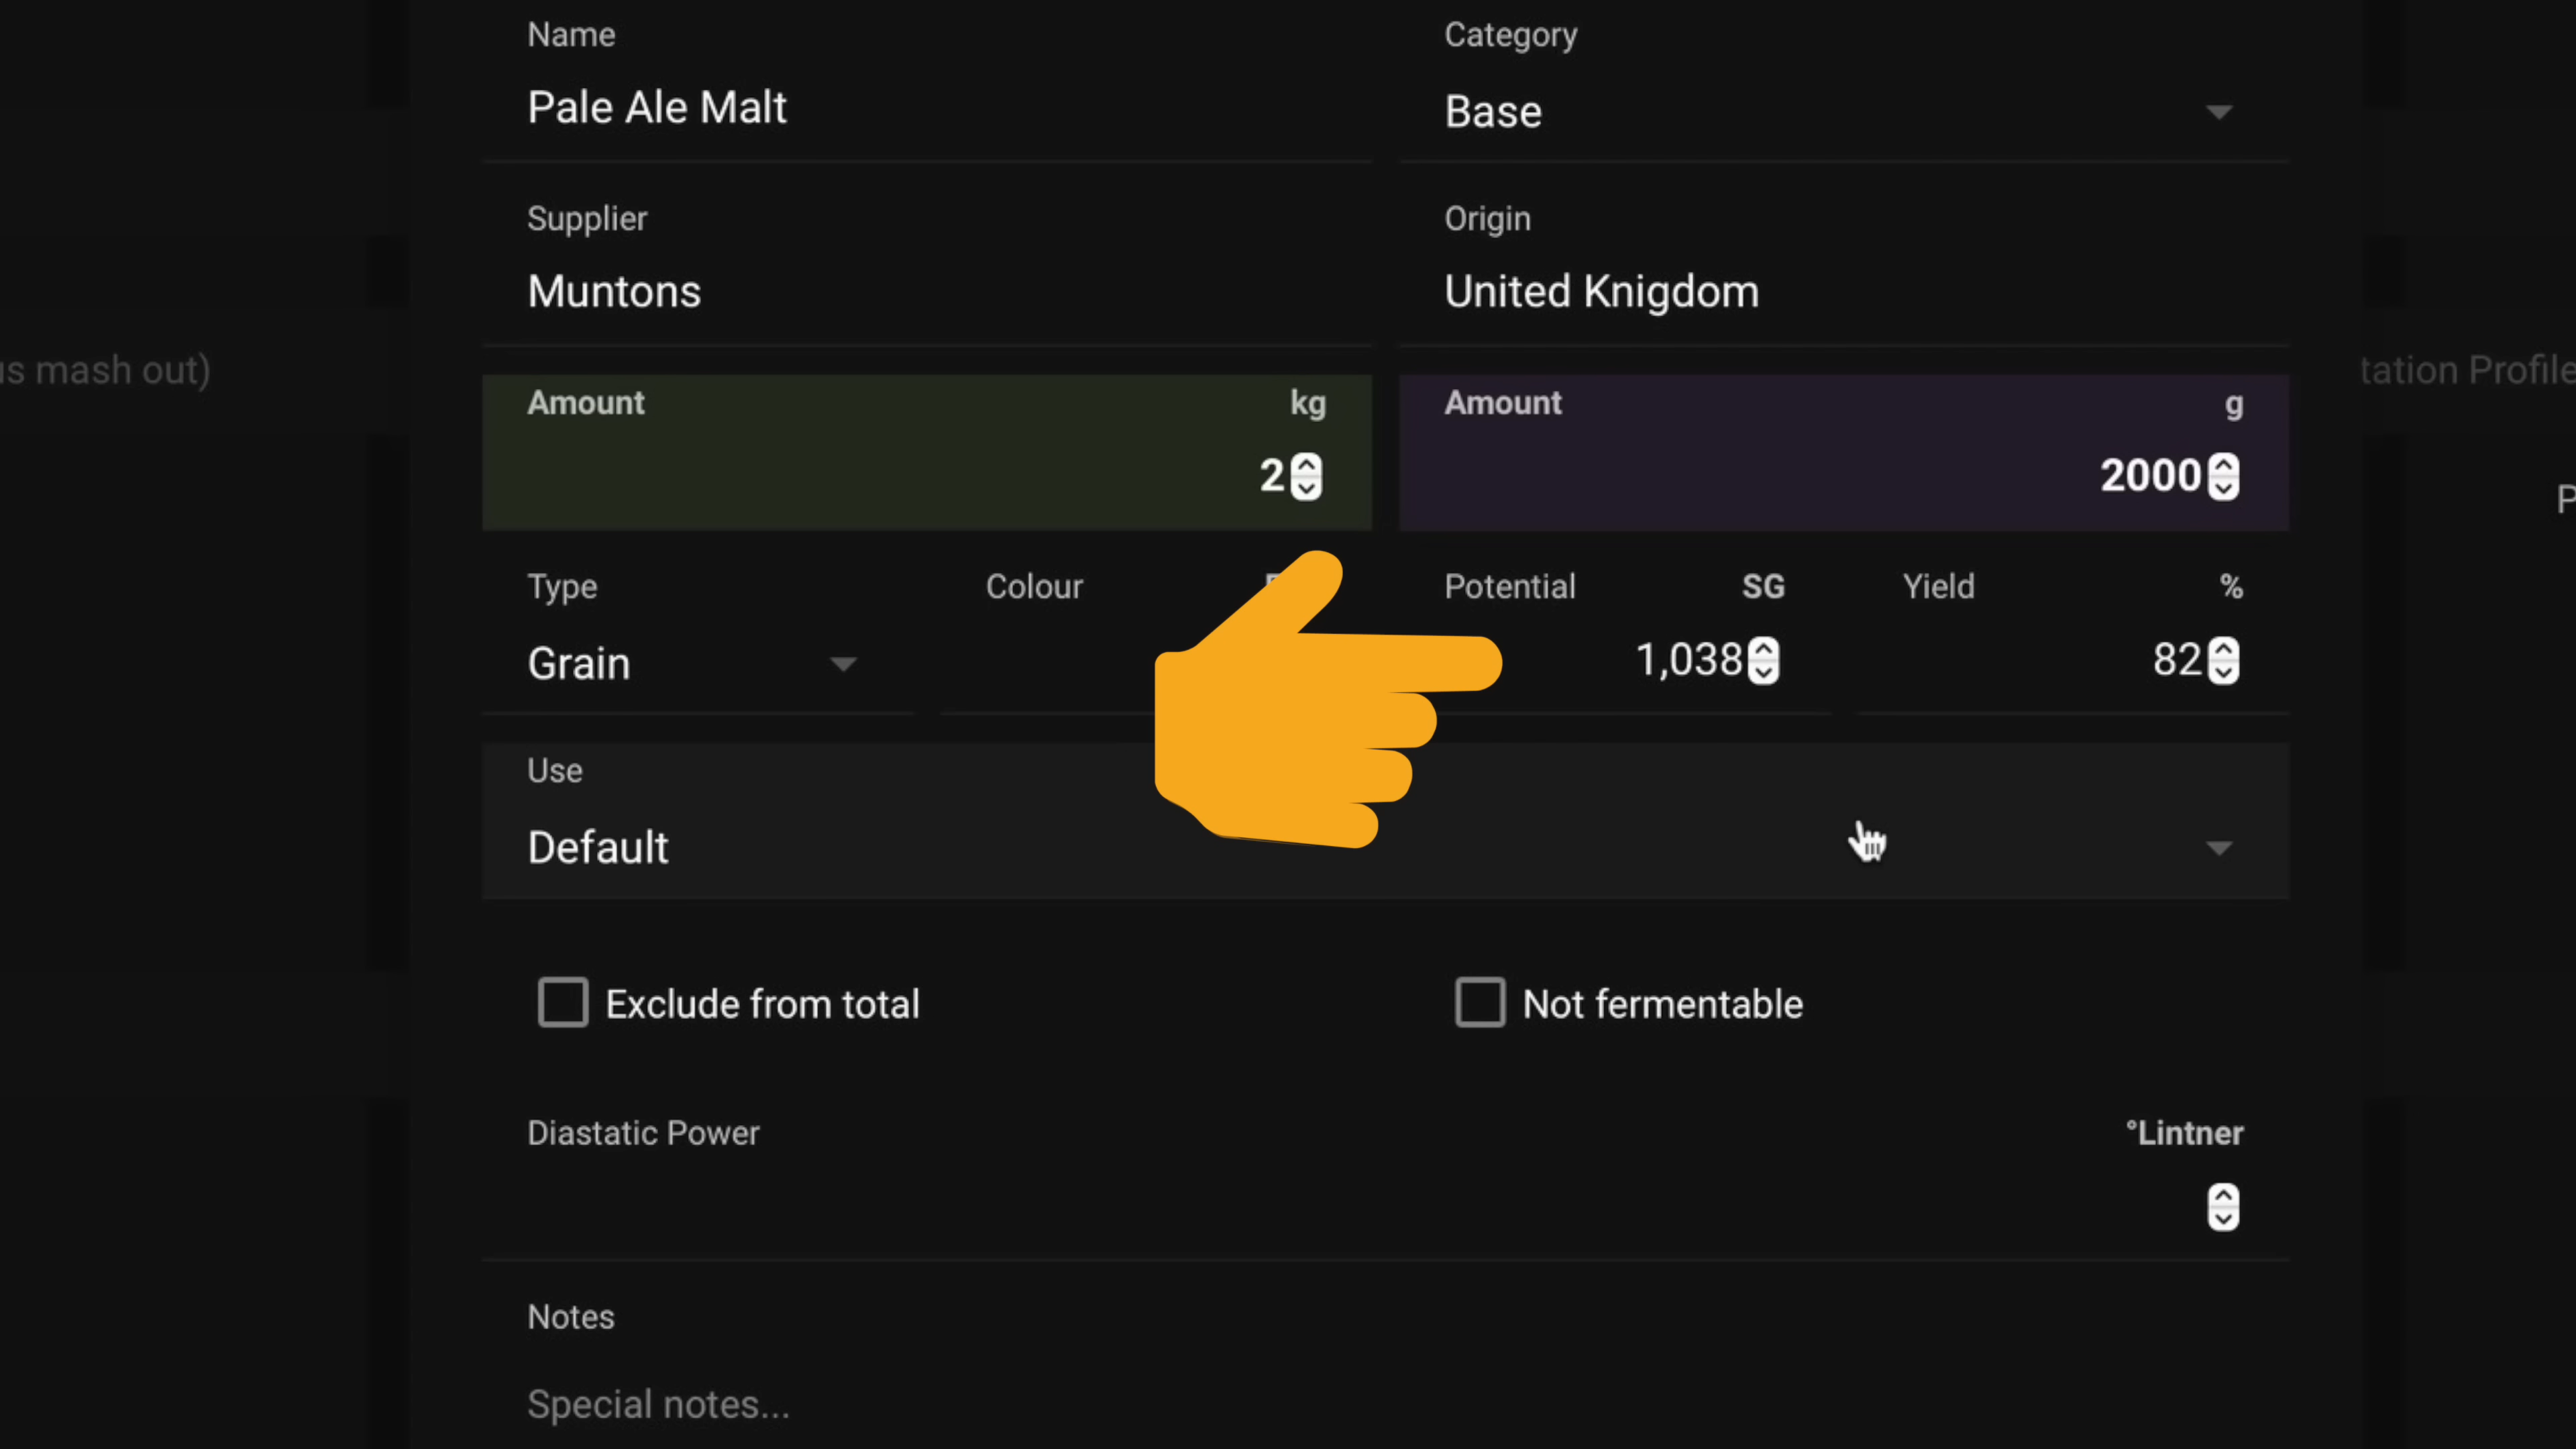 Name
Category
Pale Ale Malt
Base
Supplier
Origin
Muntons
United Knigdom
us mash out)
tation Profile
Amount kg
Amount g
2
2000
P
Type
Colour
Potential SG
Yield %
Grain
1,038
82
Use
Default
Exclude from total
Not fermentable
Diastatic Power
°Lintner
Notes
Special notes...